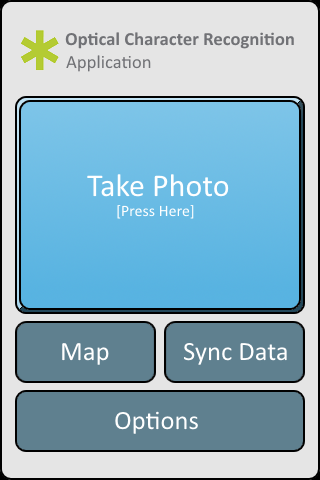 Optical Character Recognition
Application
Take Photo
[Press Here]
Map
Sync Data
Options